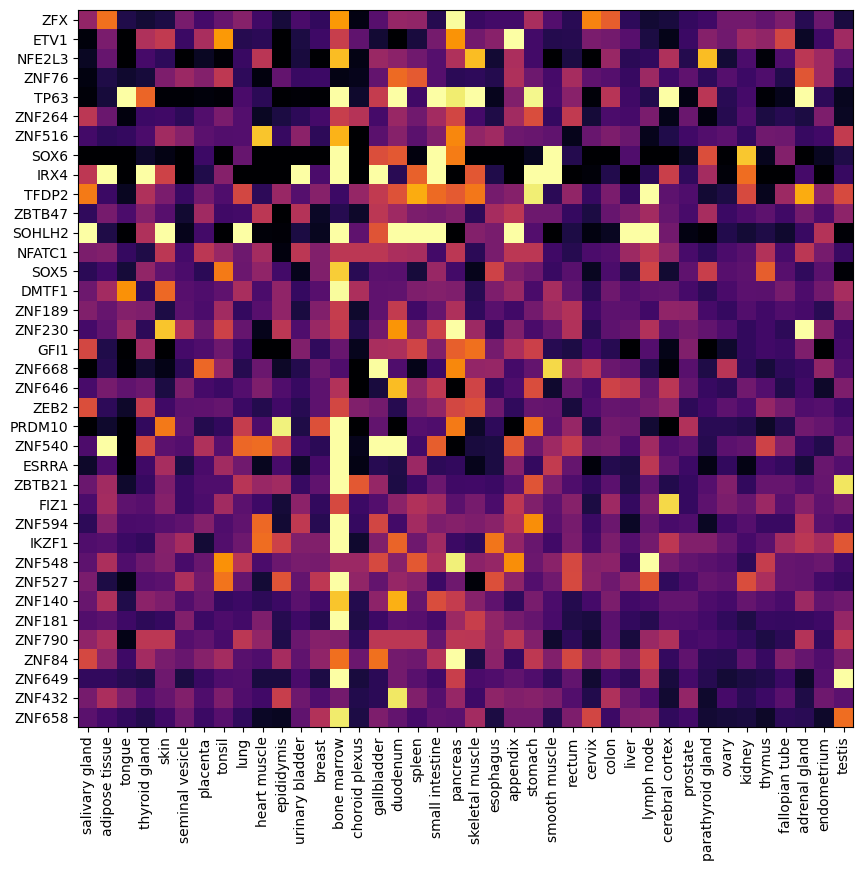 ZFX
ETV1
NFE2L3
ZNF76
TP63
ZNF264
ZNF516
SOX6
IRX4
TFDP2
ZBTB47
SOHLH2
NFATC1
SOX5
DMTF1
ZNF189
ZNF230
GFI1
ZNF668
ZNF646
ZEB2
PRDM10
ZNF540
ESRRA
ZBTB21
FIZ1
ZNF594
IKZF1
ZNF548
ZNF527
ZNF140
ZNF181
ZNF790
ZNF84
ZNF649
ZNF432
ZNF658
salivary gland
adipose tissue
tongue
thyroid gland
skin
seminal vesicle
placenta
tonsil
lung
heart muscle
epididymis
urinary bladder
breast
bone marrow
choroid plexus
gallbladder
duodenum
spleen
small intestine
pancreas
skeletal muscle
esophagus
appendix
stomach
smooth muscle
rectum
cervix
colon
liver
lymph node
cerebral cortex
prostate
parathyroid gland
ovary
kidney
thymus
fallopian tube
adrenal gland
endometrium
testis